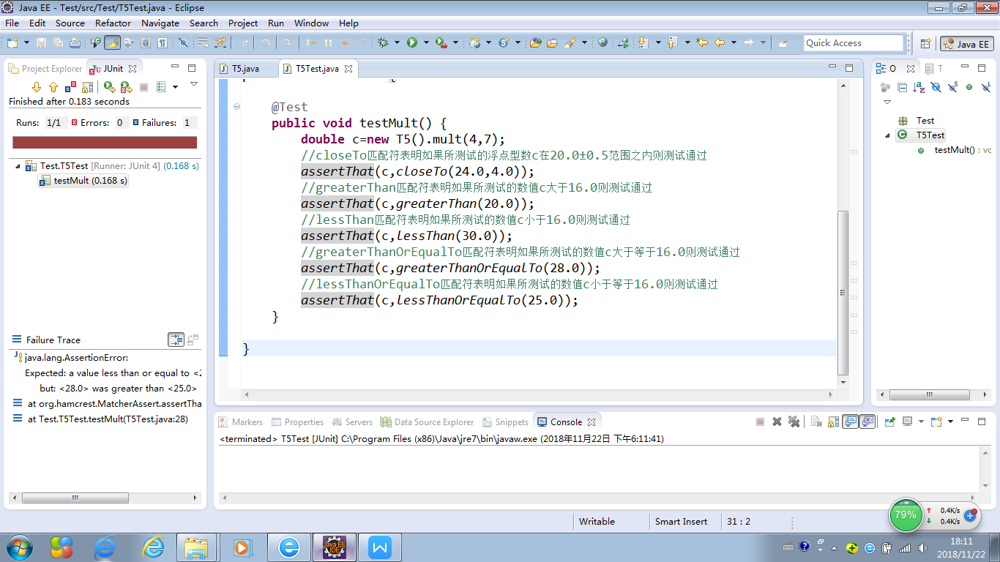 Java EE - Test/src/Test/T5Test.java - Eclipse
File Edit Source Refactor Navigate Search Project Run Window Help
Quick Access
Java EE
Project Explorer
JUnit
Finished after 0.183 seconds
Runs: 1/1 Errors: 0 Failures: 1
Test.T5Test [Runner: JUnit 4] (0.168 s)
testMult (0.168 s)
Failure Trace
java.lang.AssertionError:
Expected: a value less than or equal to <2
but: <28.0> was greater than <25.0>
at org.hamcrest.MatcherAssert.assertTha
at Test.T5Test.testMult(T5Test.java:28)
T5.java
T5Test.java
@Test
public void testMult() {
double c=new T5().mult(4,7);
//closeTo匹配符表明如果所测试的浮点型数c在20.0±0.5范围之内则测试通过
assertThat(c,closeTo(24.0,4.0));
//greaterThan匹配符表明如果所测试的数值c大于16.0则测试通过
assertThat(c,greaterThan(20.0));
//lessThan匹配符表明如果所测试的数值c小于16.0则测试通过
assertThat(c,lessThan(30.0));
//greaterThanOrEqualTo匹配符表明如果所测试的数值c大于等于16.0则测试通过
assertThat(c,greaterThanOrEqualTo(28.0));
//lessThanOrEqualTo匹配符表明如果所测试的数值c小于等于16.0则测试通过
assertThat(c,lessThanOrEqualTo(25.0));
}
}
O
T
Test
T5Test
testMult() : vc
Markers
Properties
Servers
Data Source Explorer
Snippets
Console
<terminated> T5Test [JUnit] C:\Program Files (x86)\Java\jre7\bin\javaw.exe (2018年11月22日 下午6:11:41)
Writable
Smart Insert
31 : 2
79%
0.4K/s
0.4K/s
Java EE
IDE
18:11
2018/11/22